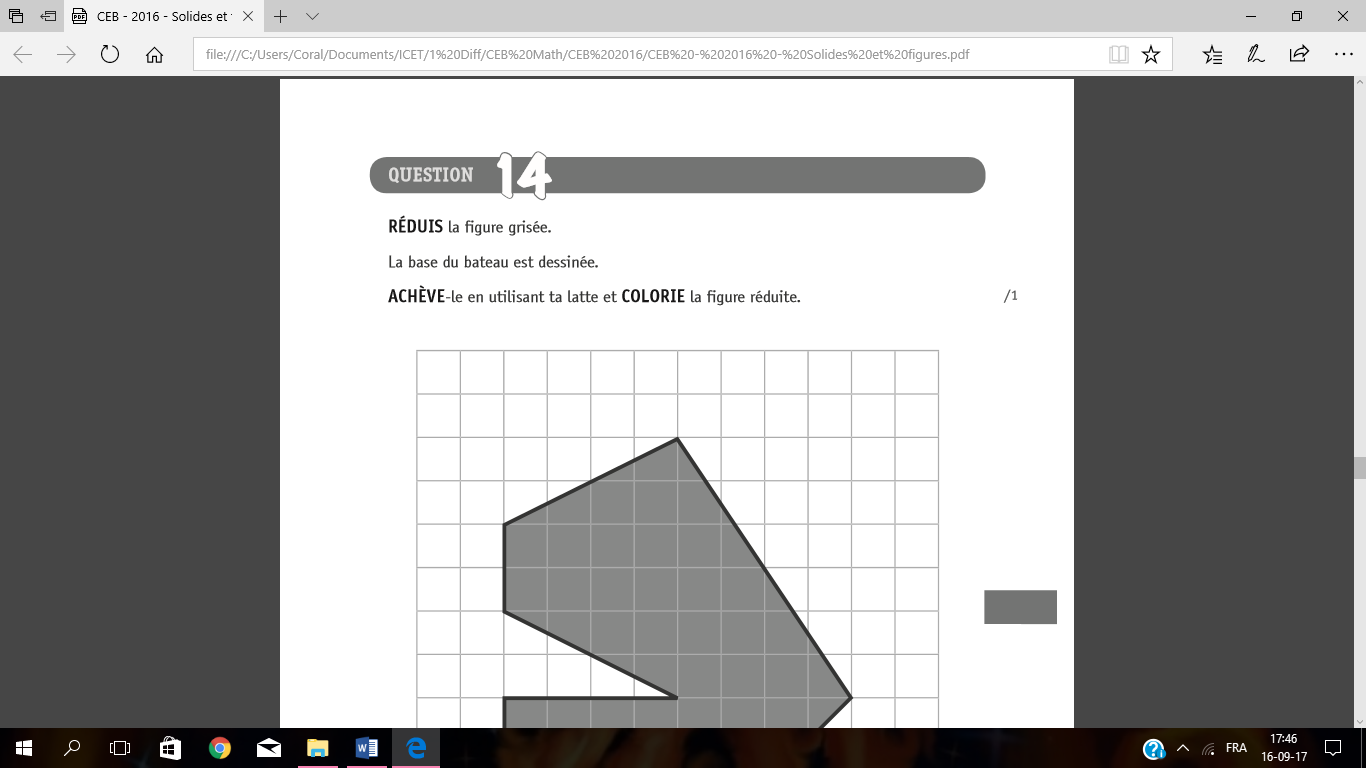 CEB - 2016 - Solides et
file:///C:/Users/Coral/Documents/ICET/1%20Diff/CEB%20Math/CEB%202016/CEB%20-%202016%20-%20Solides%20et%20figures.pdf
QUESTION 14
RÉDUIS la figure grisée.
La base du bateau est dessinée.
ACHÈVE-le en utilisant ta latte et COLORIE la figure réduite. /1
FRA
17:46
16-09-17